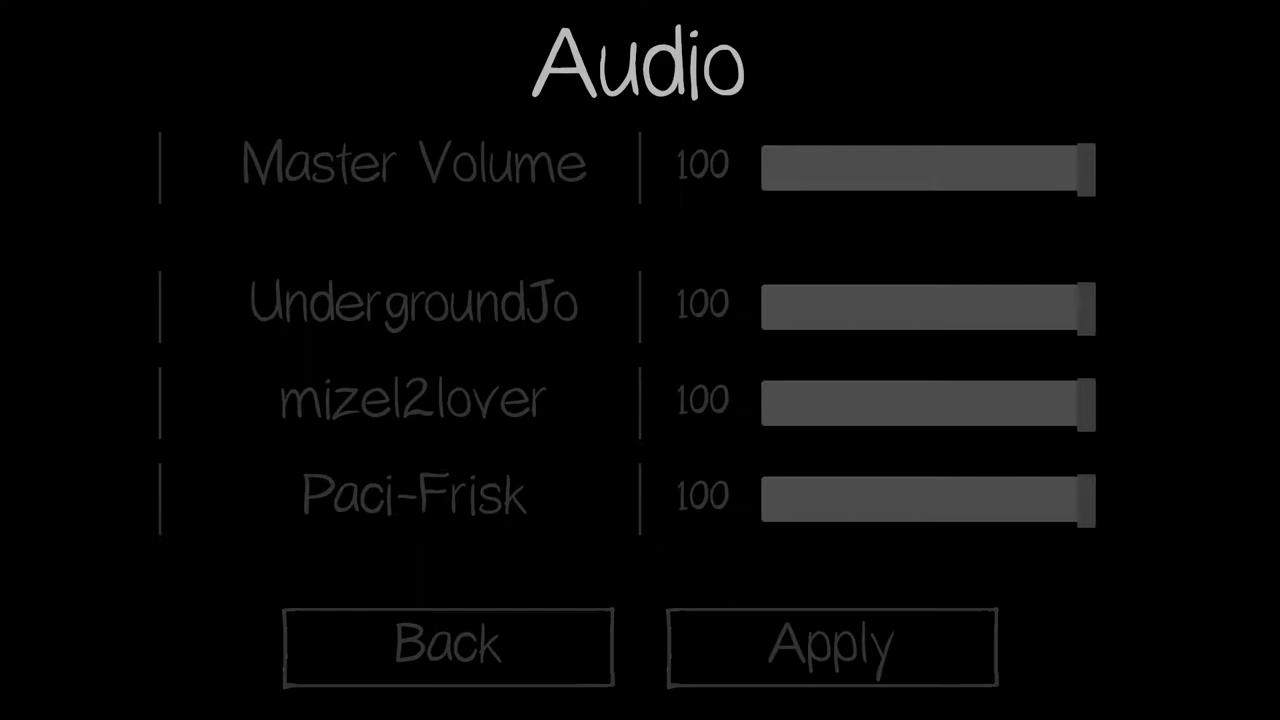 Audio
Master Volume 100
UndergroundJo 100
mizel2lover 100
Paci-Frisk 100
Back Apply